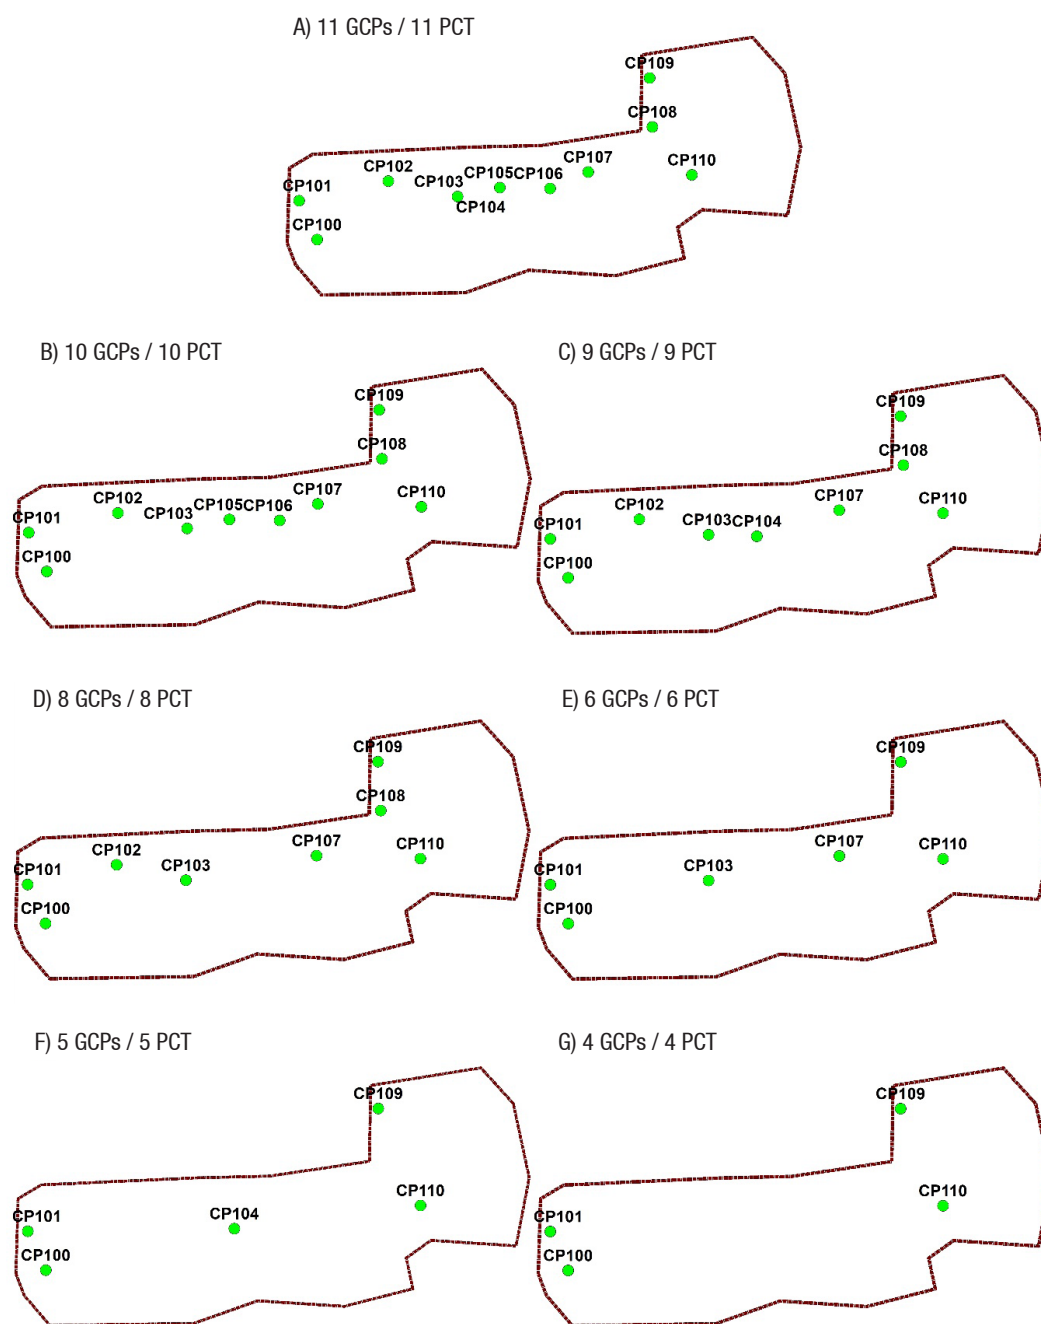 A) 11 GCPs / 11 PCT
CP109
CP108
CP107
CP110
CP102
CP105 CP106
CP103
CP101
CP104
CP100
B) 10 GCPs / 10 PCT
CP109
CP108
CP107
CP110
CP102
CP105 CP106
CP103
CP101
CP100
C) 9 GCPs / 9 PCT
CP109
CP108
CP107
CP110
CP102
CP103 CP104
CP101
CP100
D) 8 GCPs / 8 PCT
CP109
CP108
CP107
CP110
CP102
CP103
CP101
CP100
E) 6 GCPs / 6 PCT
CP109
CP107
CP110
CP103
CP101
CP100
F) 5 GCPs / 5 PCT
CP109
CP110
CP101
CP104
CP100
G) 4 GCPs / 4 PCT
CP109
CP110
CP101
CP100